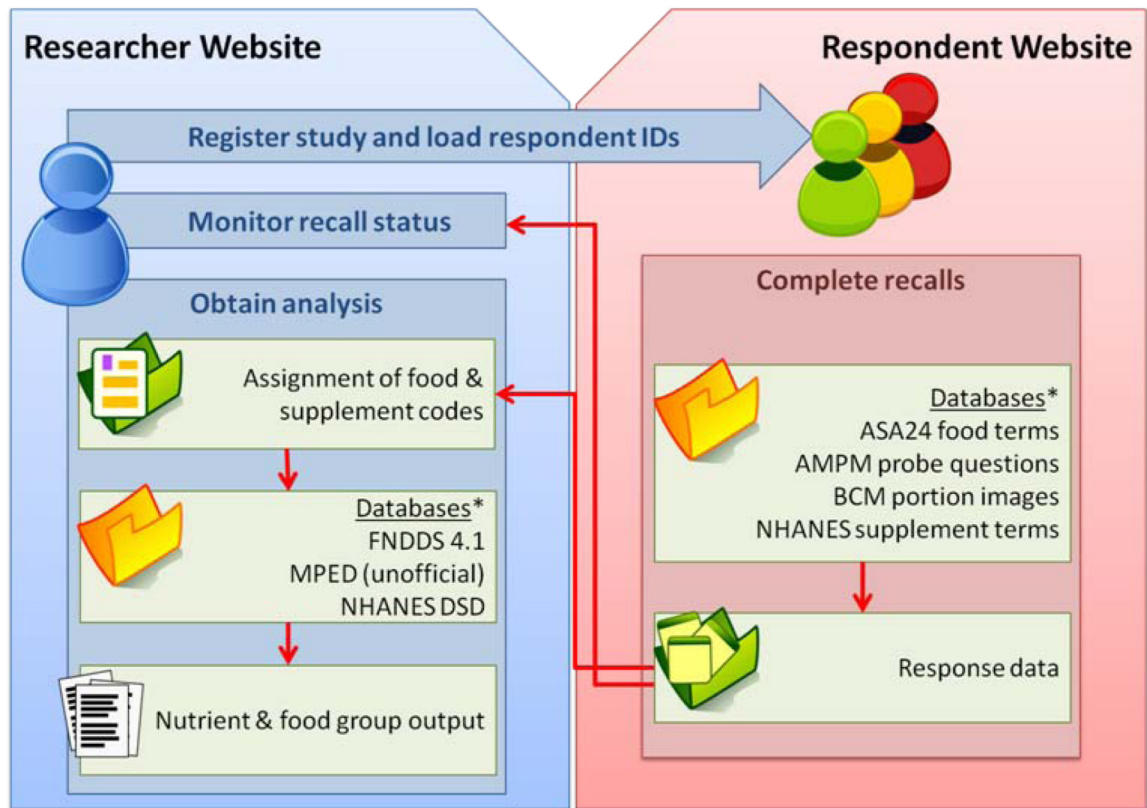 Researcher Website
Respondent Website
Register study and load respondent IDs
Monitor recall status
Obtain analysis
Assignment of food &
supplement codes
Databases*
FNDDS 4.1
MPED (unofficial)
NHANES DSD
Nutrient & food group output
Complete recalls
Databases*
ASA24 food terms
AMPM probe questions
BCM portion images
NHANES supplement terms
Response data